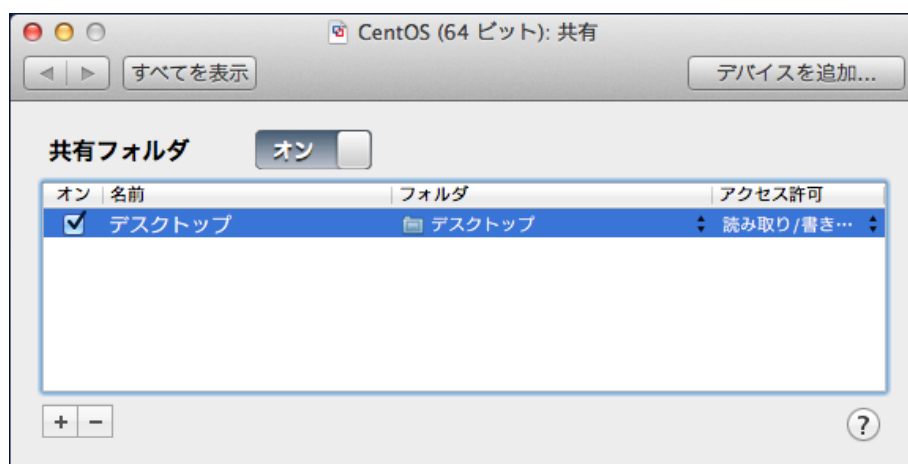 CentOS (64 ビット): 共有
すべてを表示 デバイスを追加...
共有フォルダ オン
オン 名前 フォルダ アクセス許可
デスクトップ デスクトップ 読み取り/書き…
+ − ?